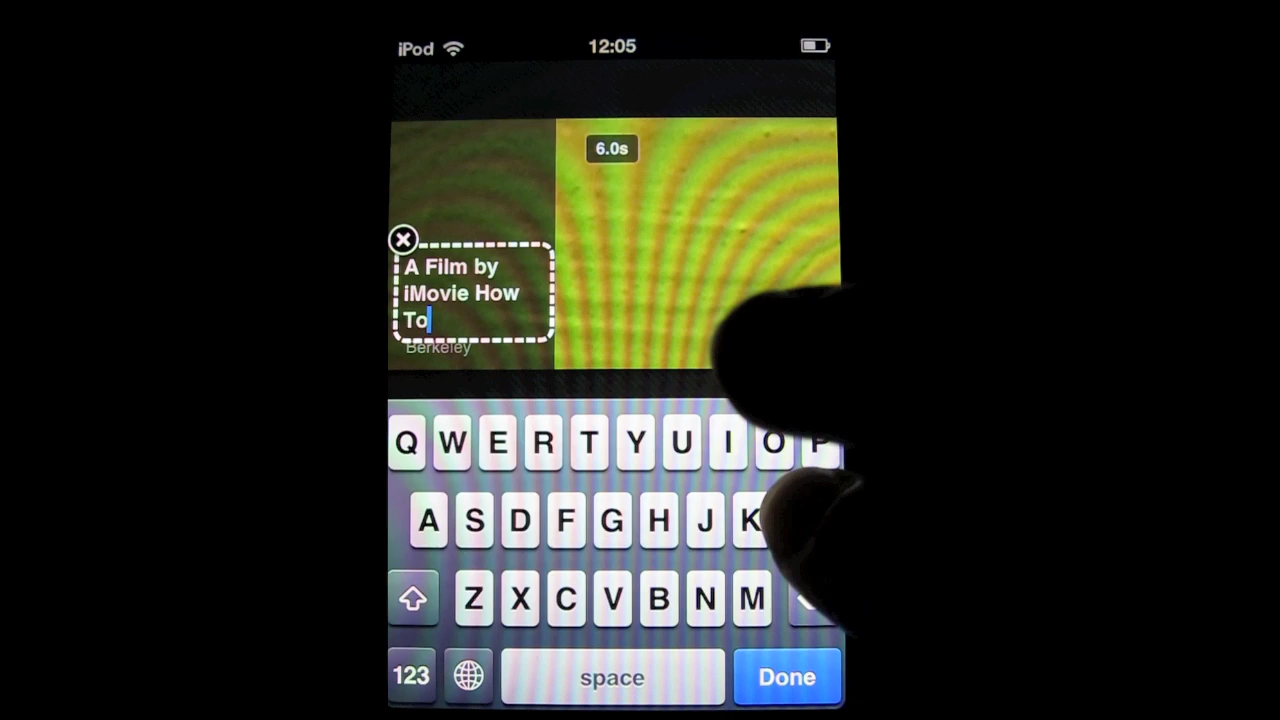 iPod 12:05
6.0s
A Film by
iMovie How
To
Berkeley
Q W E R T Y U I O P
A S D F G H J K
Z X C V B N M
123 space Done